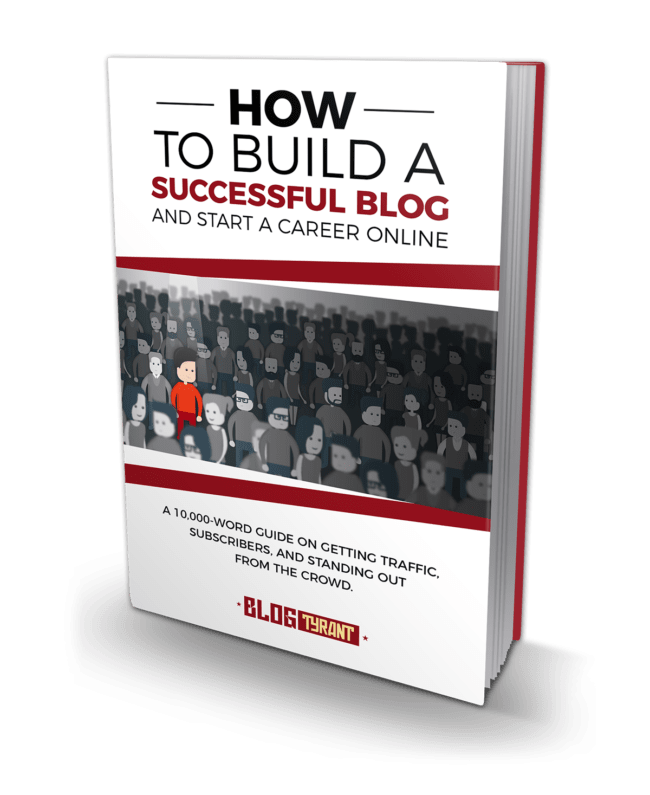 HOW
TO BUILD A
SUCCESSFUL BLOG
AND START A CAREER ONLINE
A 10,000-WORD GUIDE ON GETTING TRAFFIC,
SUBSCRIBERS, AND STANDING OUT
FROM THE CROWD.
BLOG TYRANT